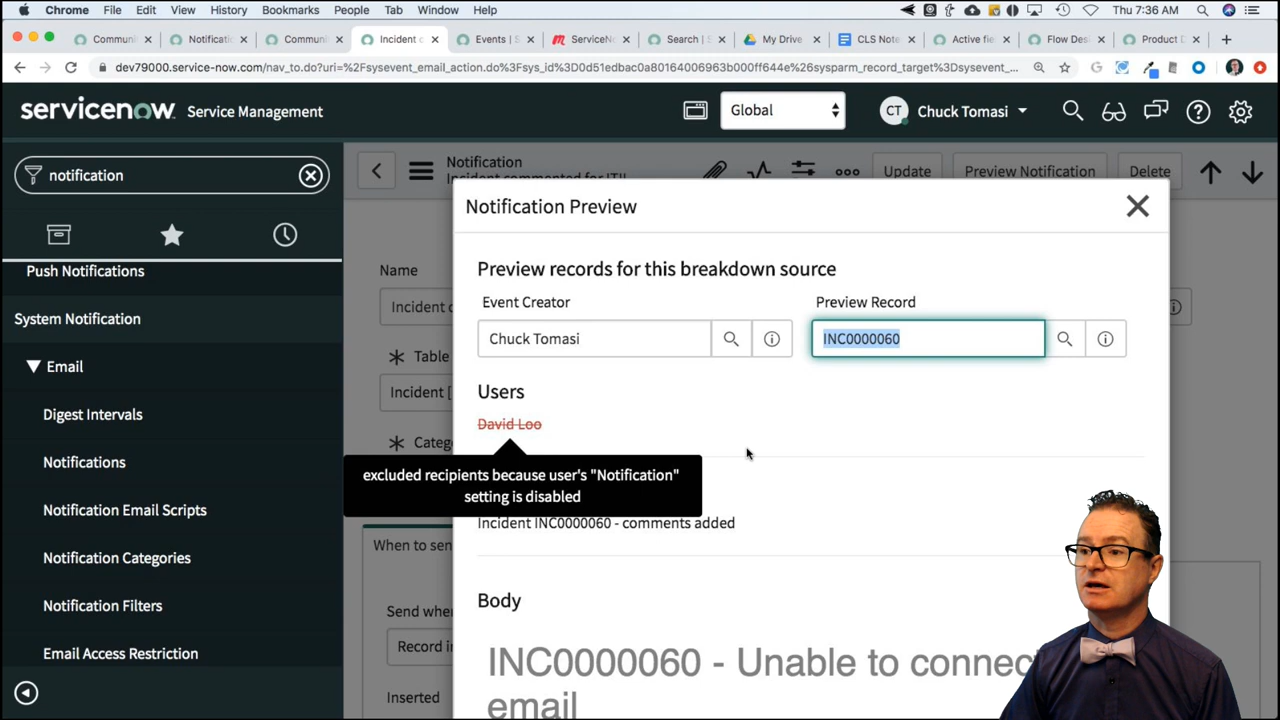 Chrome File Edit View History Bookmarks People Tab Window Help Thu 7:36 AM
Communi Notificati Communi Incident c Events | S ServiceNo Search | S My Drive CLS Note Active fie Flow Des Product D
dev79000.service-now.com/nav_to.do?uri=%2Fsysevent_email_action.do%3Fsys_id%3D0d51edbac0a80164006963b000ff644e%26sysparm_record_target%3Dsysevent_...
servicenow Service Management Global CT Chuck Tomasi
notification
Push Notifications
System Notification
Email
Digest Intervals
Notifications
Notification Email Scripts
Notification Categories
Notification Filters
Email Access Restriction
Notification
Incident commented for ITIL
Update Preview Notification Delete
Name
Incident c
Table
Incident [
Categ
When to sen
Send when
Record in
Inserted
Notification Preview
Preview records for this breakdown source
Event Creator Preview Record
Chuck Tomasi INC0000060
Users
David Loo
excluded recipients because user's "Notification"
setting is disabled
Incident INC0000060 - comments added
Body
INC0000060 - Unable to connec
email